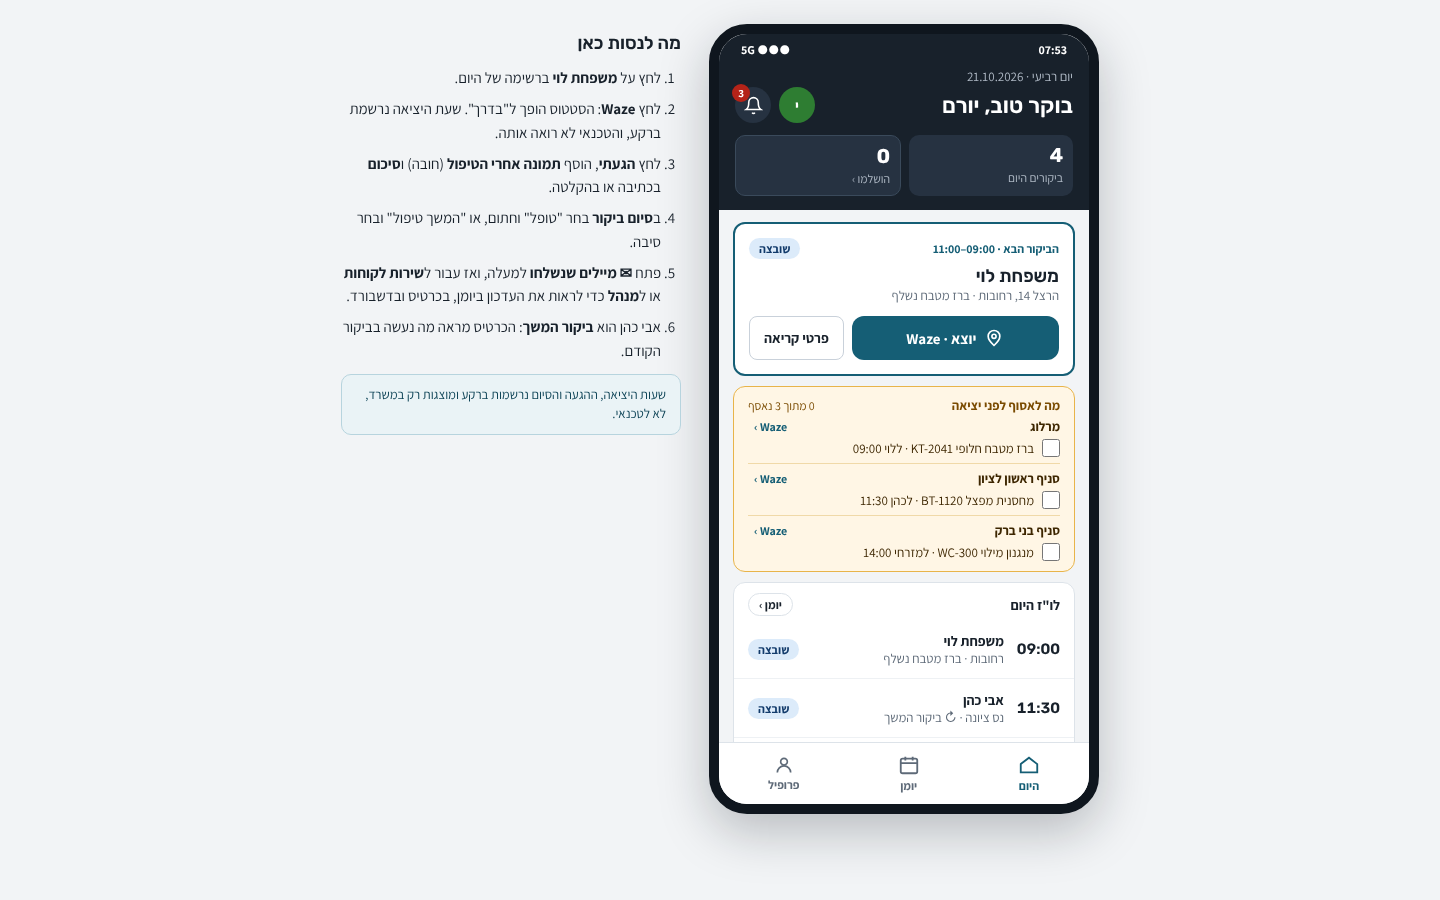 07:53
5G
יום רביעי · 21.10.2026
בוקר טוב, יורם
י
3
4
ביקורים היום
0
הושלמו ›
הביקור הבא · 09:00–11:00
שובצה
משפחת לוי
הרצל 14, רחובות · ברז מטבח נשלף
יוצא · Waze
פרטי קריאה
מה לאסוף לפני יציאה
0 מתוך 3 נאסף
מרלוג
Waze ›
ברז מטבח חלופי KT-2041 · ללוי 09:00
סניף ראשון לציון
Waze ›
מחסנית מפצל BT-1120 · לכהן 11:30
סניף בני ברק
Waze ›
מנגנון מילוי WC-300 · למזרחי 14:00
לו"ז היום
יומן ›
09:00
משפחת לוי
רחובות · ברז מטבח נשלף
שובצה
11:30
אבי כהן
נס ציונה · ↻ ביקור המשך
שובצה
היום
יומן
פרופיל
מה לנסות כאן
1. לחץ על משפחת לוי ברשימה של היום.
2. לחץ Waze: הסטטוס הופך ל"בדרך". שעת היציאה נרשמת
ברקע, והטכנאי לא רואה אותה.
3. לחץ הגעתי, הוסף תמונה אחרי הטיפול (חובה) וסיכום
בכתיבה או בהקלטה.
4. בסיום ביקור בחר "טופל" וחתום, או "המשך טיפול" ובחר
סיבה.
5. פתח ✉ מיילים שנשלחו למעלה, ואז עבור לשירות לקוחות
או למנהל כדי לראות את העדכון ביומן, בכרטיס ובדשבורד.
6. אבי כהן הוא ביקור המשך: הכרטיס מראה מה נעשה בביקור
הקודם.
שעות היציאה, ההגעה והסיום נרשמות ברקע ומוצגות רק במשרד,
לא לטכנאי.